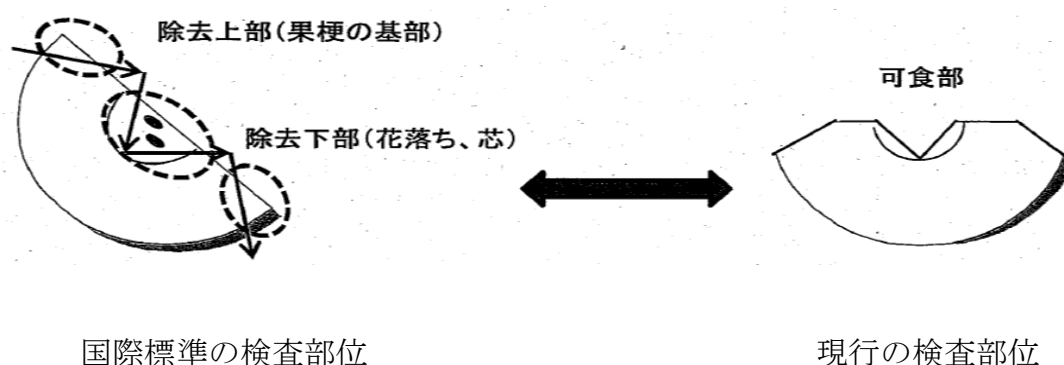 除去上部(果梗の基部)
可食部
除去下部(花落ち、芯)
国際標準の検査部位
現行の検査部位